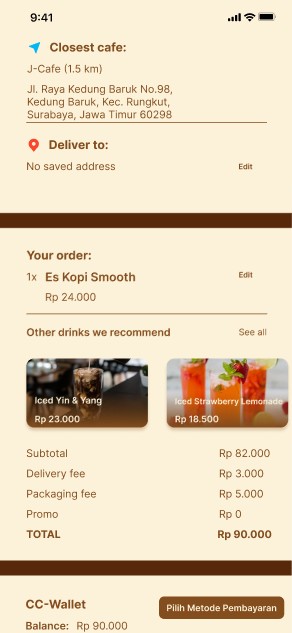 9:41
Closest cafe:
J-Cafe (1.5 km)
Jl. Raya Kedung Baruk No.98,
Kedung Baruk, Kec. Rungkut,
Surabaya, Jawa Timur 60298
Deliver to:
No saved address Edit
Your order:
1x Es Kopi Smooth Edit
Rp 24.000
Other drinks we recommend See all
Iced Yin & Yang
Rp 23.000
Iced Strawberry Lemonade
Rp 18.500
Subtotal Rp 82.000
Delivery fee Rp 3.000
Packaging fee Rp 5.000
Promo Rp 0
TOTAL Rp 90.000
CC-Wallet
Pilih Metode Pembayaran
Balance: Rp 90.000